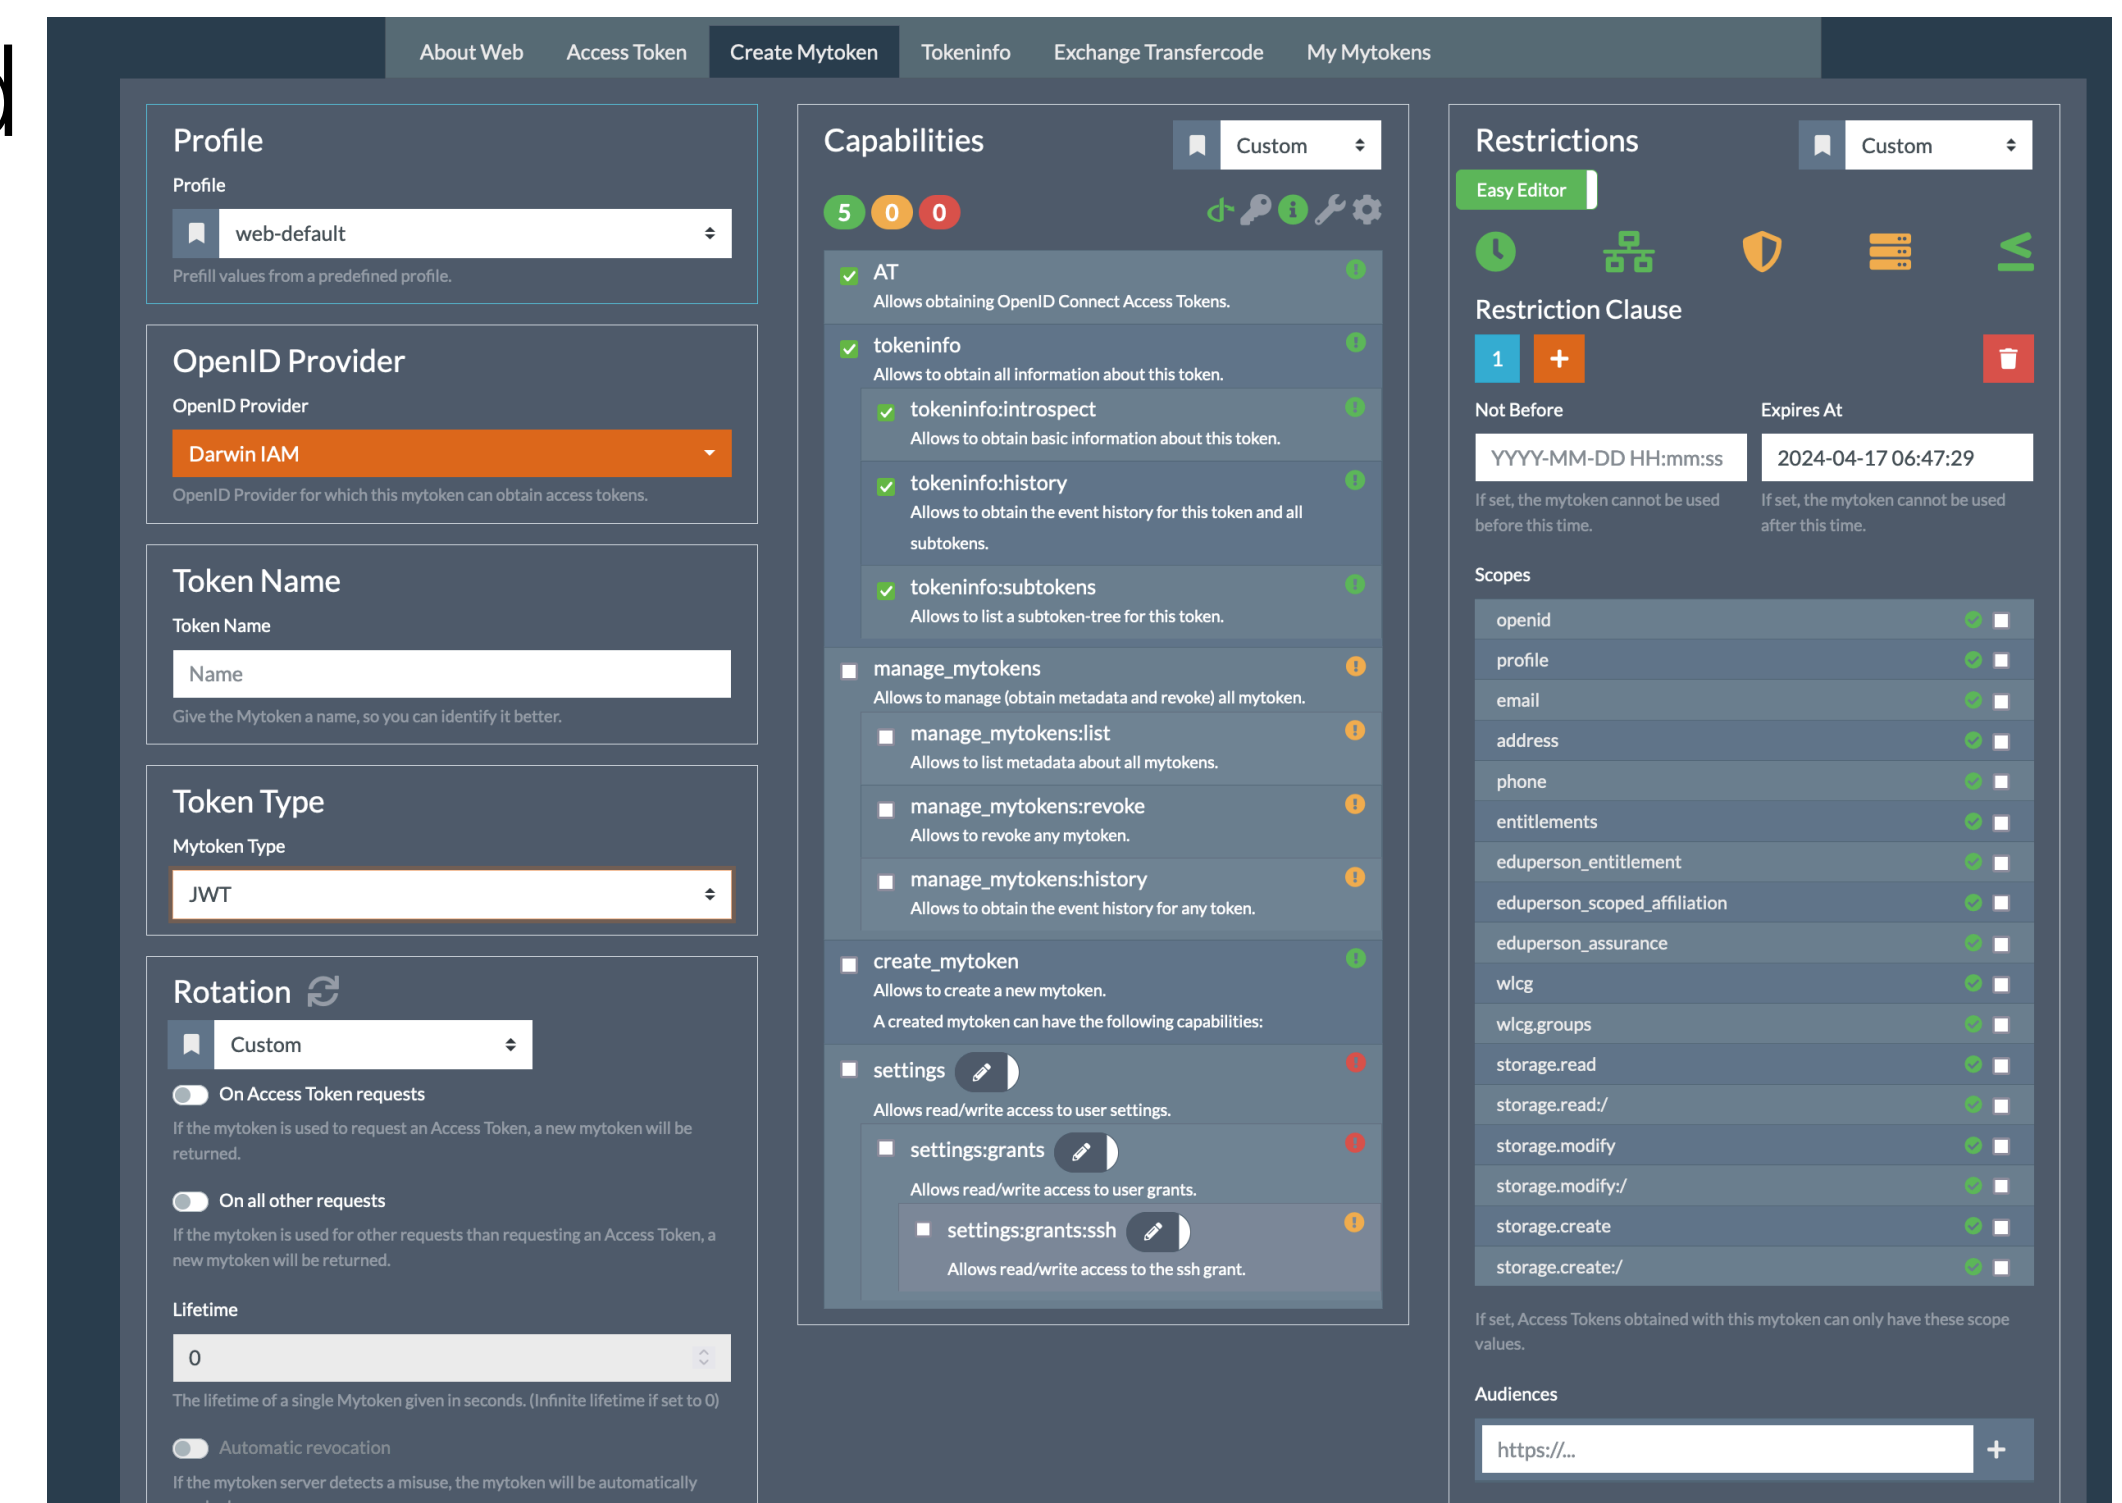 d
About Web Access Token Create Mytoken Tokeninfo Exchange Transfercode My Mytokens
Profile
Profile
web-default
Prefill values from a predefined profile.
OpenID Provider
OpenID Provider
Darwin IAM
OpenID Provider for which this mytoken can obtain access tokens.
Token Name
Token Name
Name
Give the Mytoken a name, so you can identify it better.
Token Type
Mytoken Type
JWT
Rotation
Custom
On Access Token requests
If the mytoken is used to request an Access Token, a new mytoken will be
returned.
On all other requests
If the mytoken is used for other requests than requesting an Access Token, a
new mytoken will be returned.
Lifetime
0
The lifetime of a single Mytoken given in seconds. (Infinite lifetime if set to 0)
Automatic revocation
If the mytoken server detects a misuse, the mytoken will be automatically
Capabilities
Custom
5 0 0
AT
Allows obtaining OpenID Connect Access Tokens.
tokeninfo
Allows to obtain all information about this token.
tokeninfo:introspect
Allows to obtain basic information about this token.
tokeninfo:history
Allows to obtain the event history for this token and all
subtokens.
tokeninfo:subtokens
Allows to list a subtoken-tree for this token.
manage_mytokens
Allows to manage (obtain metadata and revoke) all mytoken.
manage_mytokens:list
Allows to list metadata about all mytokens.
manage_mytokens:revoke
Allows to revoke any mytoken.
manage_mytokens:history
Allows to obtain the event history for any token.
create_mytoken
Allows to create a new mytoken.
A created mytoken can have the following capabilities:
settings
Allows read/write access to user settings.
settings:grants
Allows read/write access to user grants.
settings:grants:ssh
Allows read/write access to the ssh grant.
Restrictions
Custom
Easy Editor
Restriction Clause
1 +
Not Before Expires At
YYYY-MM-DD HH:mm:ss 2024-04-17 06:47:29
If set, the mytoken cannot be used If set, the mytoken cannot be used
before this time. after this time.
Scopes
openid
profile
email
address
phone
entitlements
eduperson_entitlement
eduperson_scoped_affiliation
eduperson_assurance
wlcg
wlcg.groups
storage.read
storage.read:/
storage.modify
storage.modify:/
storage.create
storage.create:/
If set, Access Tokens obtained with this mytoken can only have these scope
values.
Audiences
https://...
+